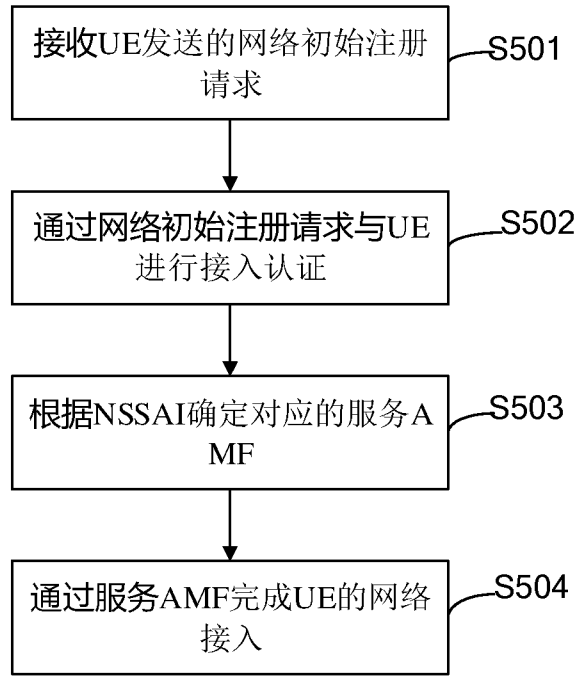 接收UE发送的网络初始注册
请求
S501
通过网络初始注册请求与UE
进行接入认证
S502
根据NSSAI确定对应的服务A
MF
S503
通过服务AMF完成UE的网络
接入
S504